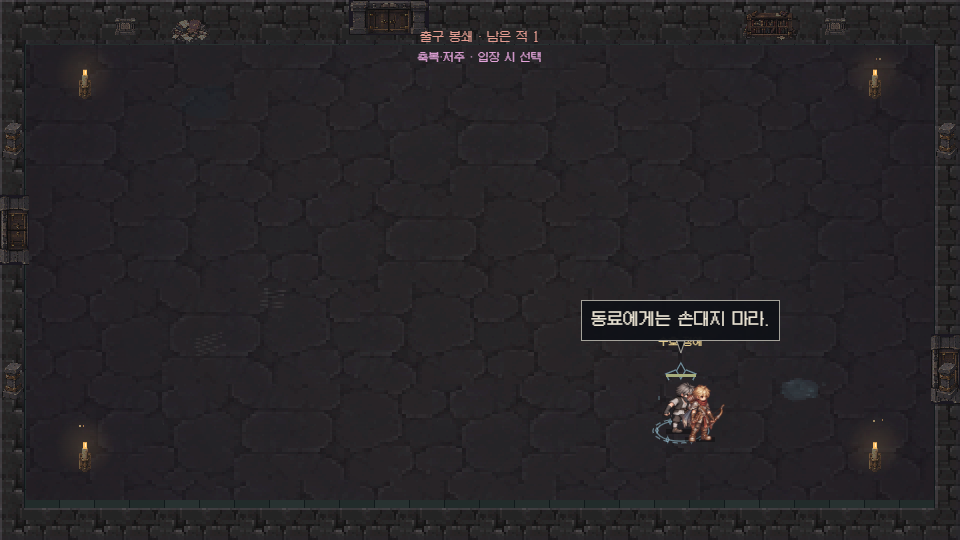 출구 봉쇄 · 남은 적 1
축복·저주 · 입장 시 선택
동료에게는 손대지 마라.